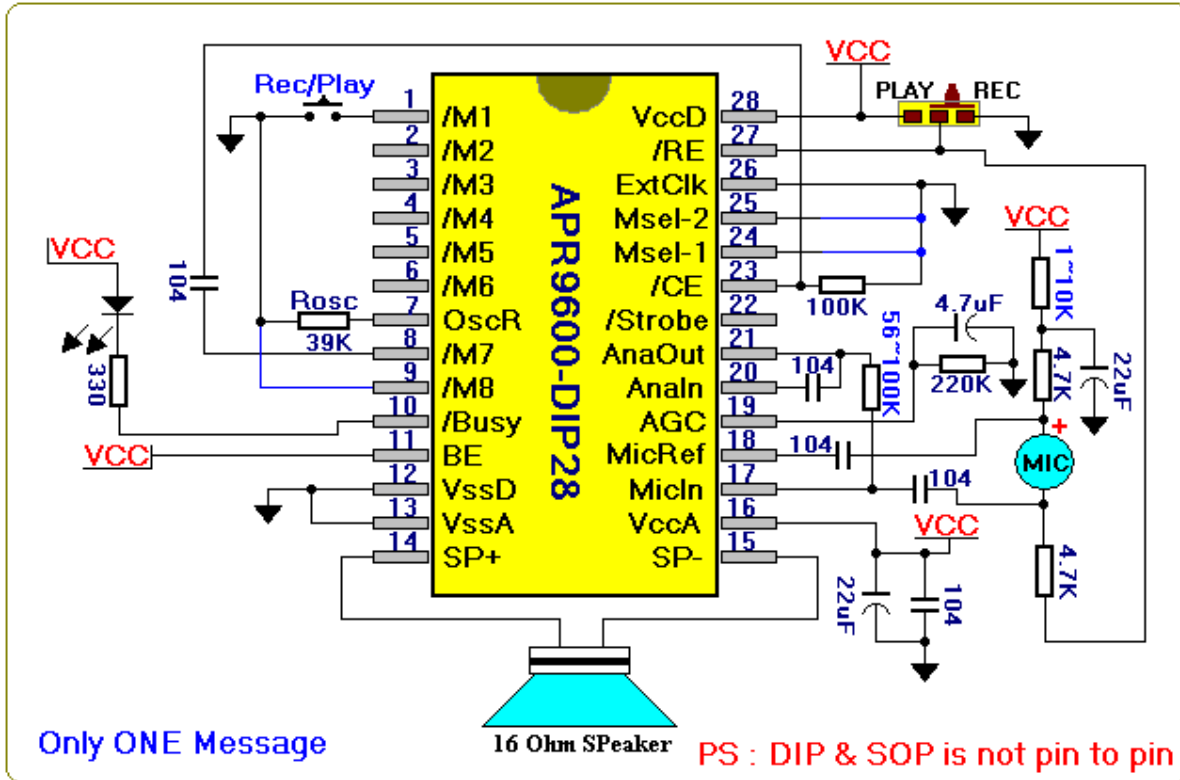 VCC
Rec/Play
PLAY
REC
1
/M1
2
/M2
3
/M3
4
/M4
5
/M5
6
/M6
7
OscR
8
/M7
9
/M8
10
/Busy
11
BE
12
VssD
13
VssA
14
SP+
APR9600-DIP28
28
VccD
27
/RE
26
ExtClk
25
Msel-2
24
Msel-1
23
/CE
22
/Strobe
21
AnaOut
20
AnaIn
19
AGC
18
MicRef
17
MicIn
16
VccA
15
SP-
VCC
104
330
Rosc
39K
VCC
100K
56~100K
104
4.7uF
220K
VCC
1~10K
4.7K
22uF
104
+
MIC
104
4.7K
VCC
22uF
104
16 Ohm SPeaker
Only ONE Message
PS : DIP & SOP is not pin to pin